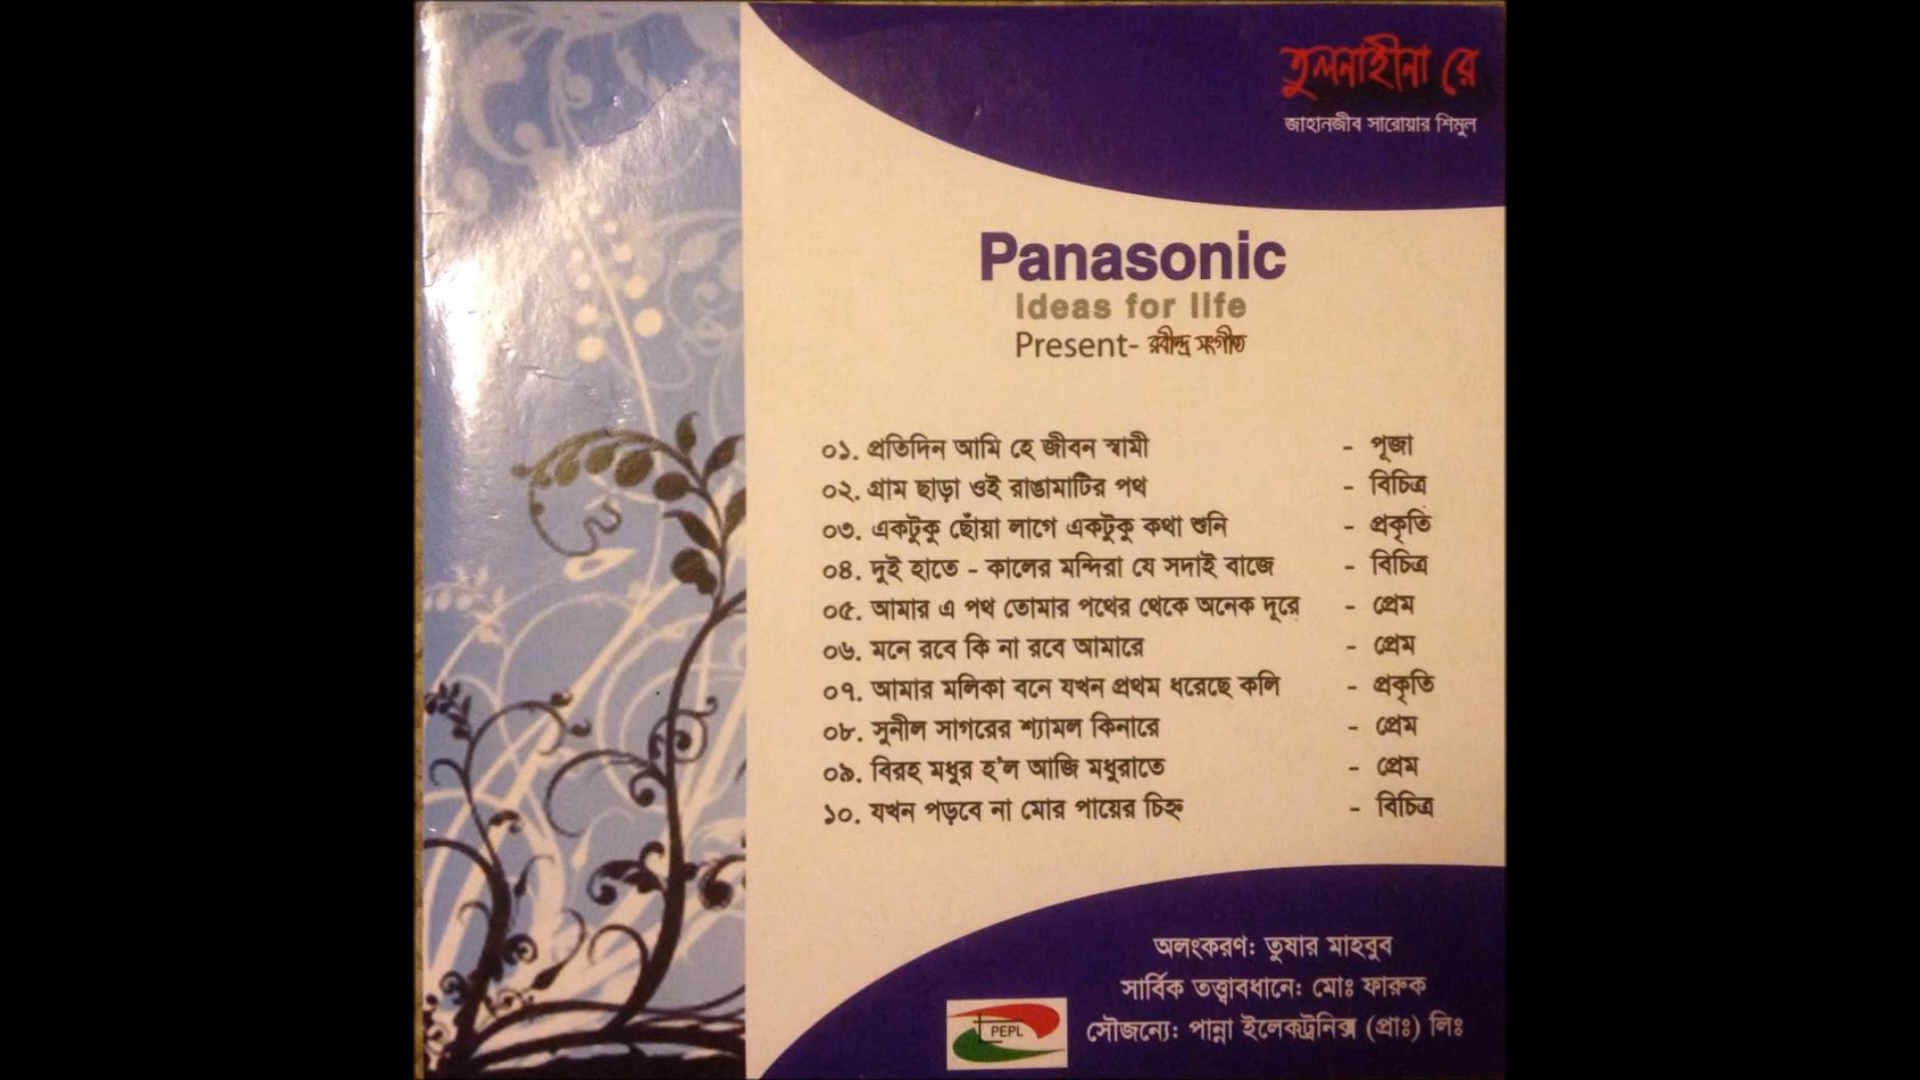 তুলনাহীনা রে
জাহানজীব সারোয়ার শিমুল
Panasonic
ideas for life
Present- রবীন্দ্র সংগীত
০১. প্রতিদিন আমি হে জীবন স্বামী - পূজা
০২. গ্রাম ছাড়া ওই রাঙামাটির পথ - বিচিত্র
০৩. একটুকু ছোঁয়া লাগে একটুকু কথা শুনি - প্রকৃতি
০৪. দুই হাতে - কালের মন্দিরা যে সদাই বাজে - বিচিত্র
০৫. আমার এ পথ তোমার পথের থেকে অনেক দূরে - প্রেম
০৬. মনে রবে কি না রবে আমারে - প্রেম
০৭. আমার মলিকা বনে যখন প্রথম ধরেছে কলি - প্রকৃতি
০৮. সুনীল সাগরের শ্যামল কিনারে - প্রেম
০৯. বিরহ মধুর হ'ল আজি মধুরাতে - প্রেম
১০. যখন পড়বে না মোর পায়ের চিহ্ন - বিচিত্র
অলংকরণ: তুষার মাহবুব
সার্বিক তত্ত্বাবধানে: মোঃ ফারুক
সৌজন্যে: পান্না ইলেকট্রনিক্স (প্রাঃ) লিঃ
PEPL